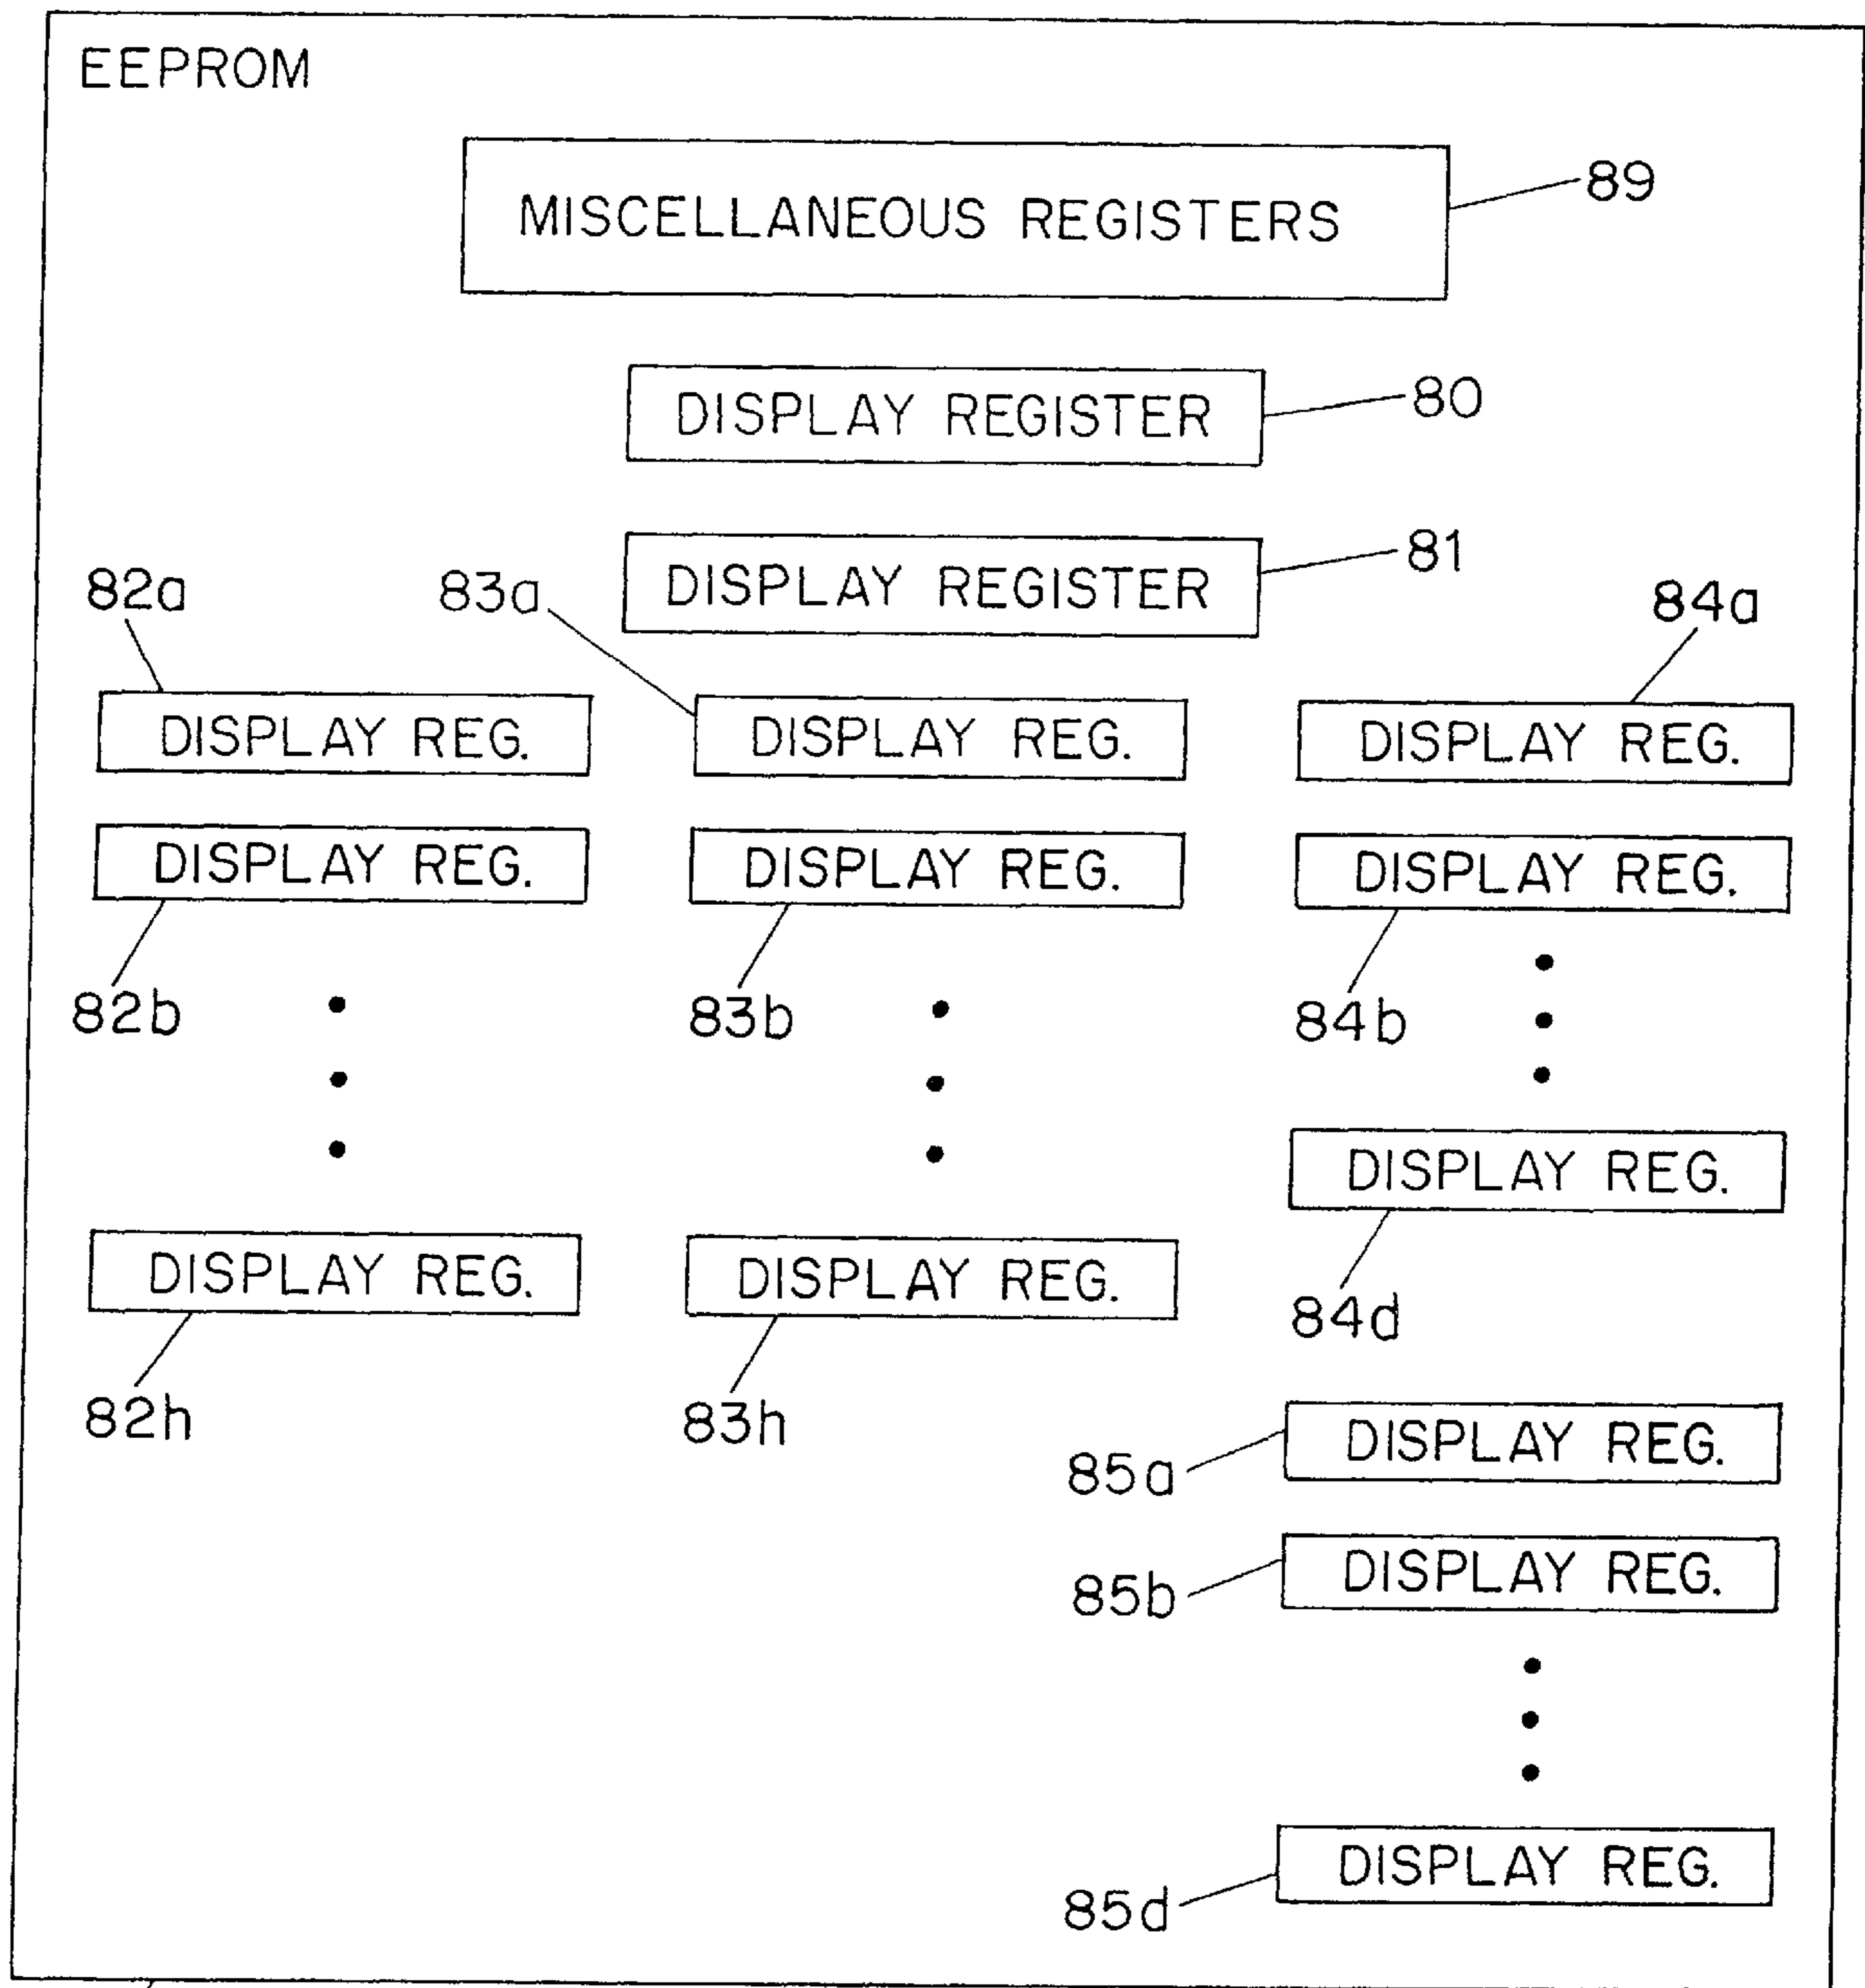 EEPROM
MISCELLANEOUS REGISTERS
89
DISPLAY REGISTER
80
DISPLAY REGISTER
81
82a
83a
84a
DISPLAY REG.
DISPLAY REG.
DISPLAY REG.
DISPLAY REG.
DISPLAY REG.
DISPLAY REG.
82b
83b
84b
DISPLAY REG.
DISPLAY REG.
DISPLAY REG.
84d
82h
83h
DISPLAY REG.
85a
DISPLAY REG.
85b
DISPLAY REG.
85d